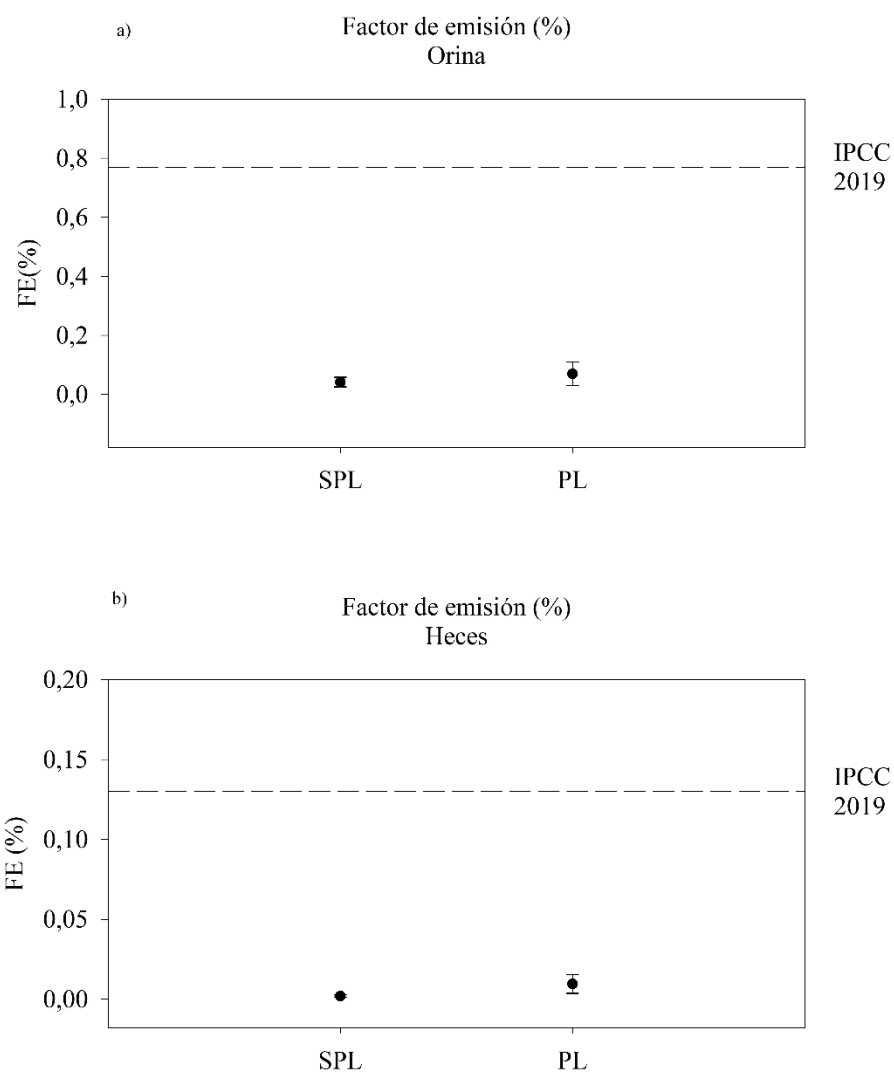 a)
Factor de emisión (%)
Orina
1,0
0,8
0,6
0,4
0,2
0,0
FE(%)
IPCC
2019
SPL
PL
b)
Factor de emisión (%)
Heces
0,20
0,15
0,10
0,05
0,00
FE (%)
IPCC
2019
SPL
PL